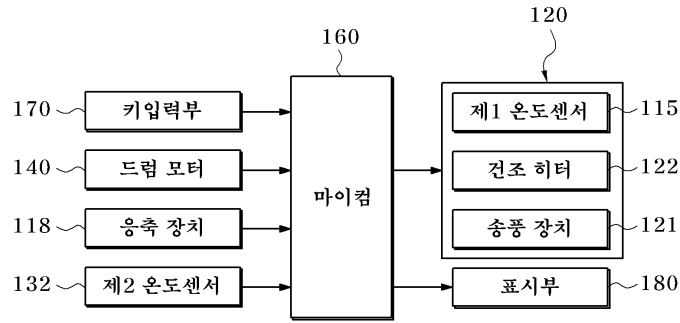 160
120
170
키입력부
제1 온도센서
115
140
드럼 모터
건조 히터
122
마이컴
118
응축 장치
송풍 장치
121
132
제2 온도센서
표시부
180